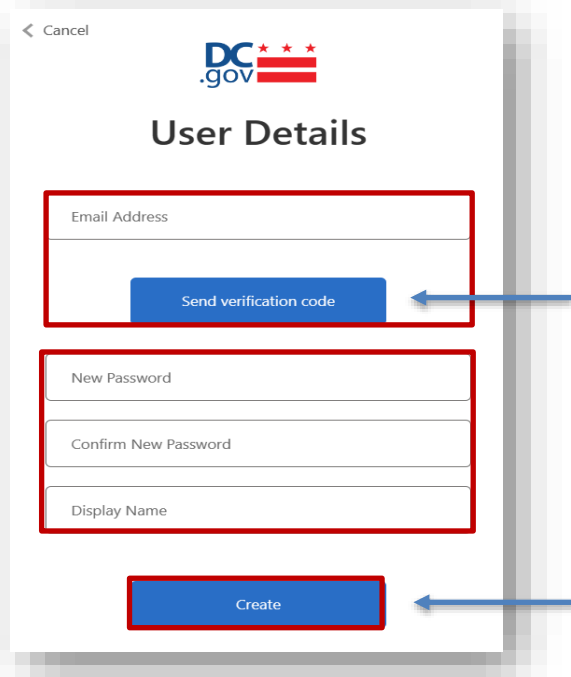 Cancel
DC
.gov
User Details
Email Address
Send verification code
New Password
Confirm New Password
Display Name
Create